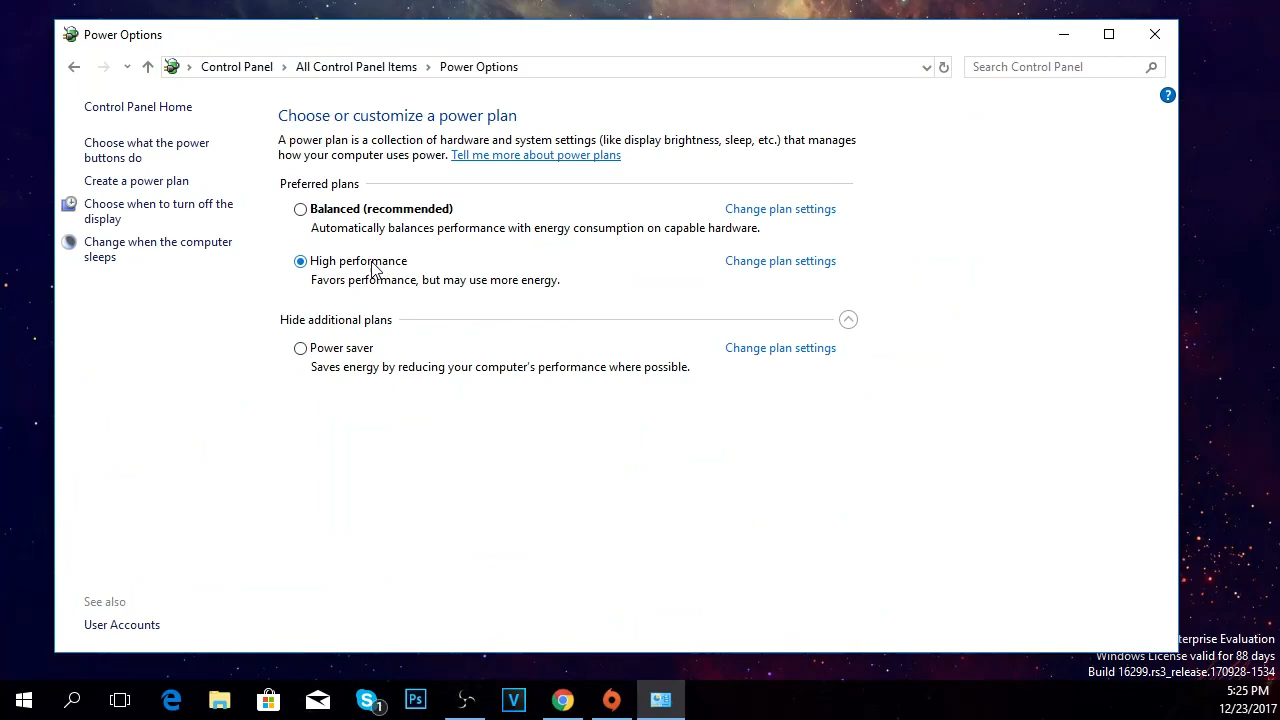 Power Options
Control Panel
All Control Panel Items
Power Options
Search Control Panel
?
Control Panel Home
Choose what the power
buttons do
Create a power plan
Choose when to turn off the
display
Change when the computer
sleeps
See also
User Accounts
Choose or customize a power plan
A power plan is a collection of hardware and system settings (like display brightness, sleep, etc.) that manages
how your computer uses power. Tell me more about power plans
Preferred plans
Balanced (recommended) Change plan settings
Automatically balances performance with energy consumption on capable hardware.
High performance Change plan settings
Favors performance, but may use more energy.
Hide additional plans
Power saver Change plan settings
Saves energy by reducing your computer's performance where possible.
Enterprise Evaluation
Windows License valid for 88 days
Build 16299.rs3_release.170928-1534
1
Ps
V
5:25 PM
12/23/2017